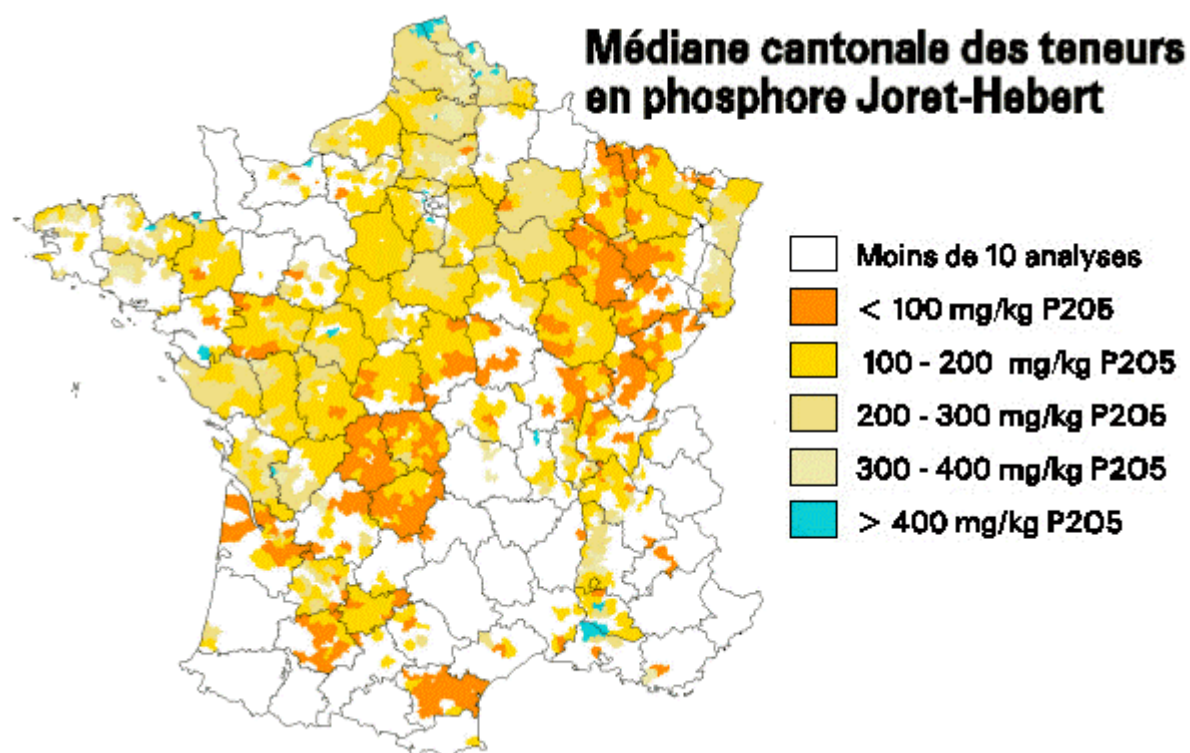 Médiane cantonale des teneurs
en phosphore Joret-Hebert
Moins de 10 analyses
< 100 mg/kg P2O5
100 - 200 mg/kg P2O5
200 - 300 mg/kg P2O5
300 - 400 mg/kg P2O5
> 400 mg/kg P2O5